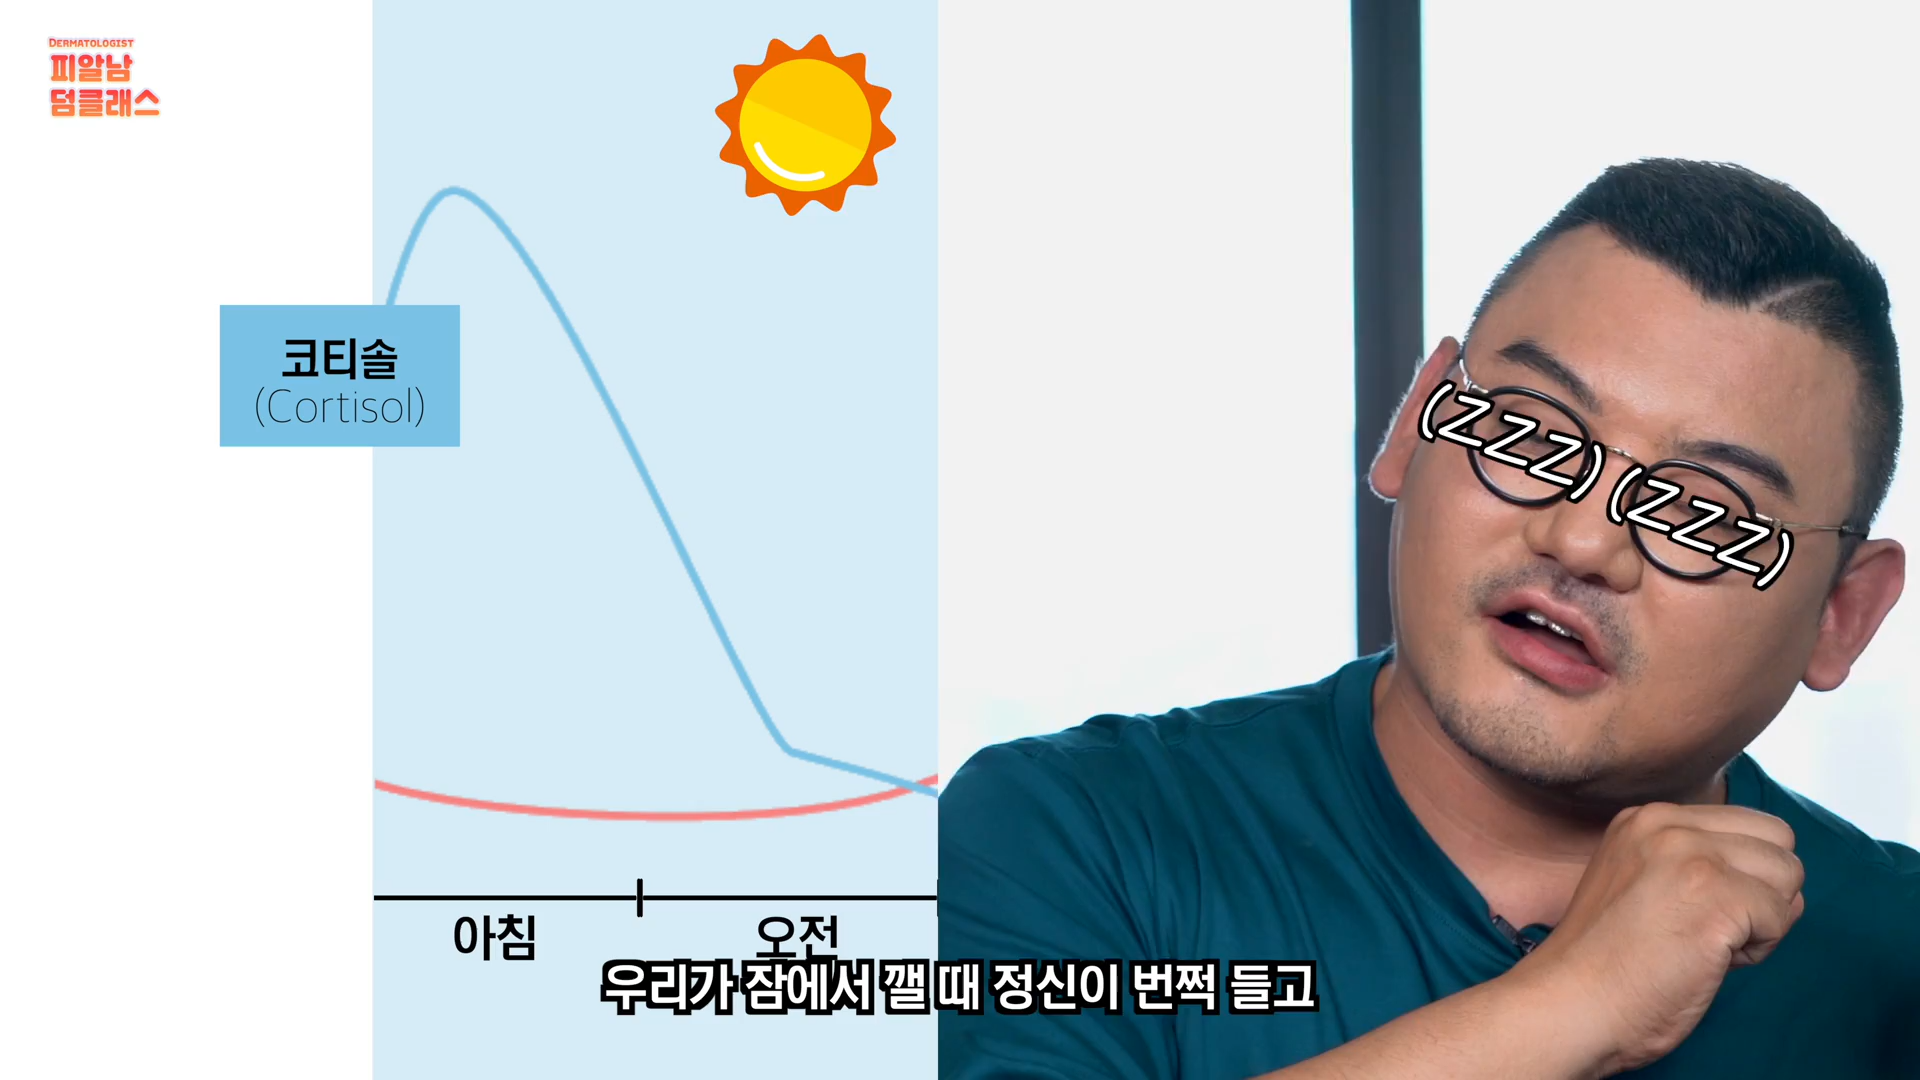 DERMATOLOGIST
피알남
덤클래스
코티솔
(Cortisol)
(ZZZ) (ZZZ)
아침
오전
우리가 잠에서 깰 때 정신이 번쩍 들고